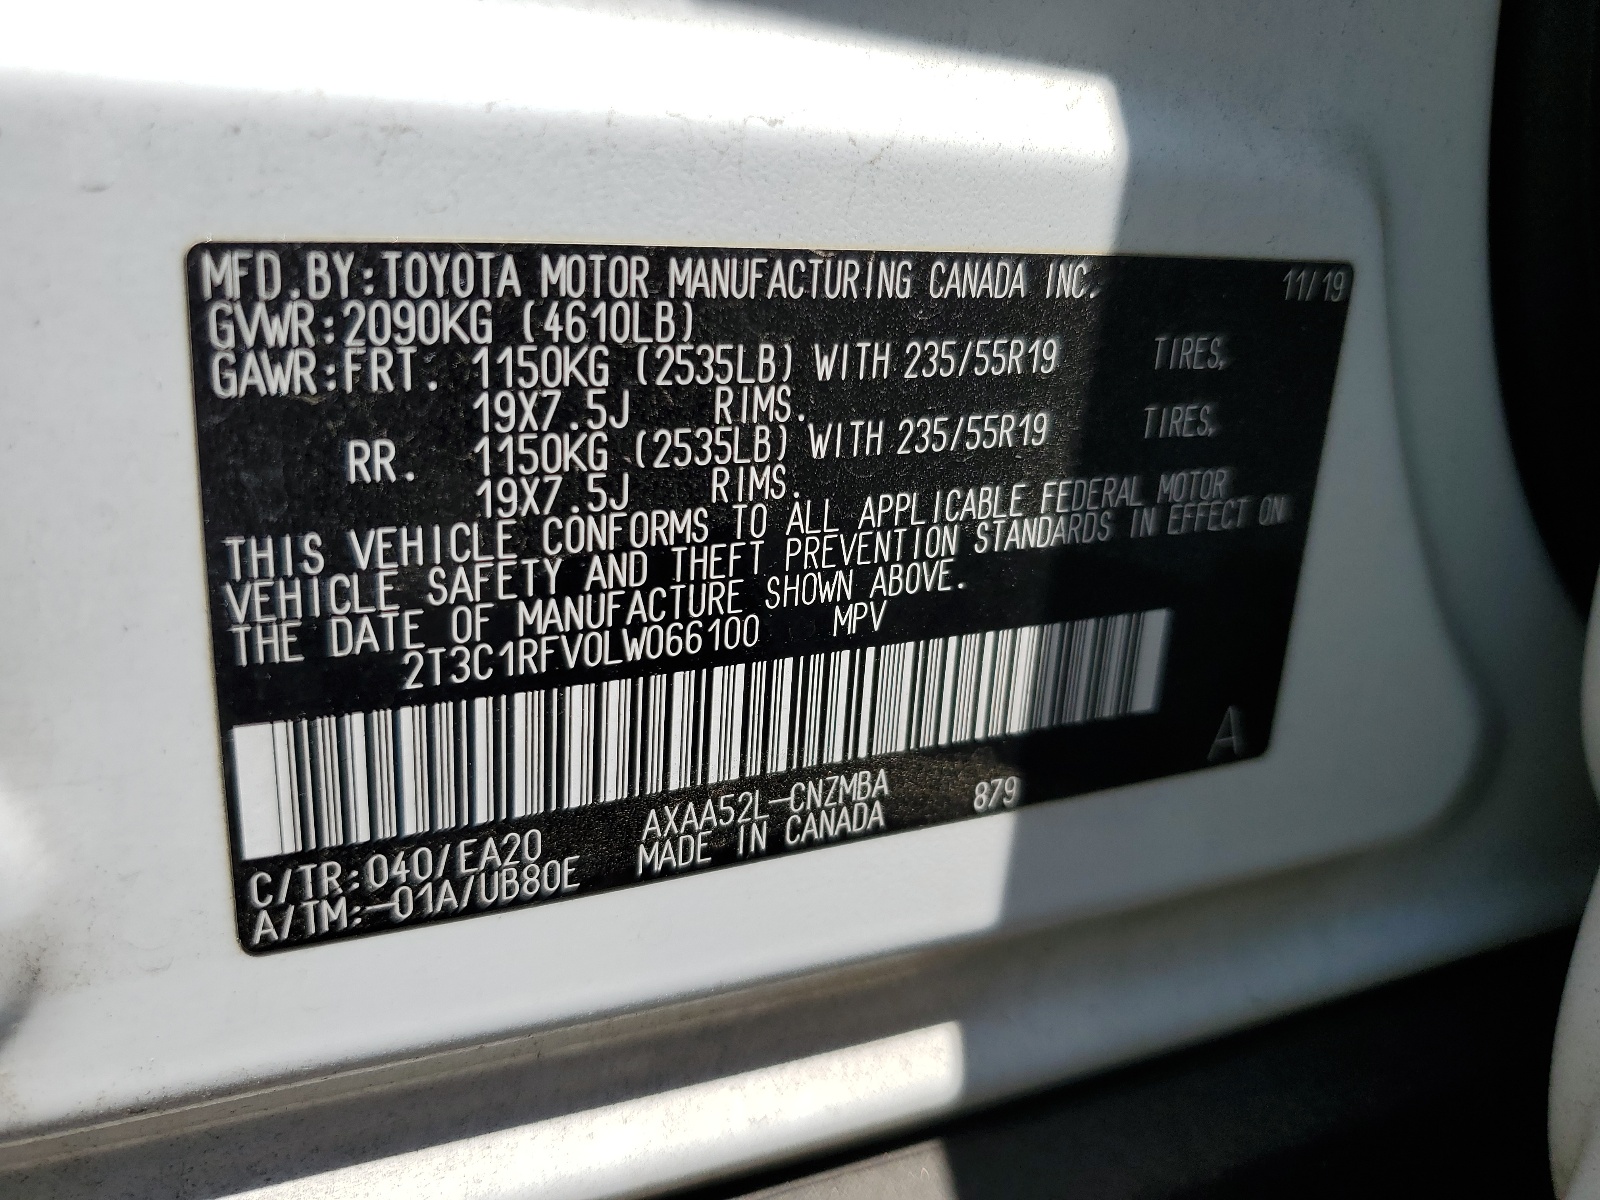 MFD.BY:TOYOTA MOTOR MANUFACTURING CANADA INC. 11/19
GVWR:2090KG (4610LB)
GAWR:FRT. 1150KG (2535LB) WITH 235/55R19 TIRES,
19X7.5J RIMS.
RR. 1150KG (2535LB) WITH 235/55R19 TIRES,
19X7.5J RIMS.
THIS VEHICLE CONFORMS TO ALL APPLICABLE FEDERAL MOTOR
VEHICLE SAFETY AND THEFT PREVENTION STANDARDS IN EFFECT ON
THE DATE OF MANUFACTURE SHOWN ABOVE.
2T3C1RFV0LW066100 MPV
A
AXAA52L-CNZMBA 879
C/TR:040/EA20 MADE IN CANADA
A/TM:-01A/UB80E